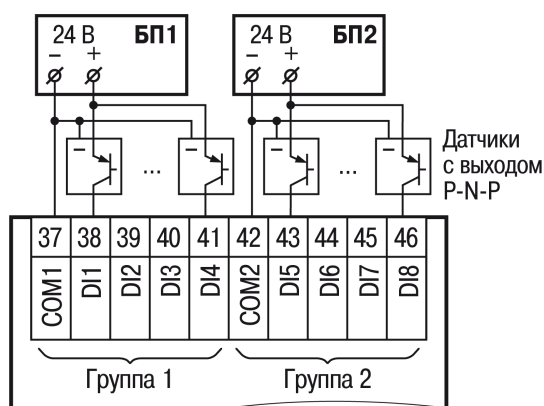 24 В БП1
– +
24 В БП2
– +
– ... –
– ... –
Датчики
с выходом
P-N-P
37 38 39 40 41 42 43 44 45 46
COM1 DI1 DI2 DI3 DI4 COM2 DI5 DI6 DI7 DI8
Группа 1 Группа 2